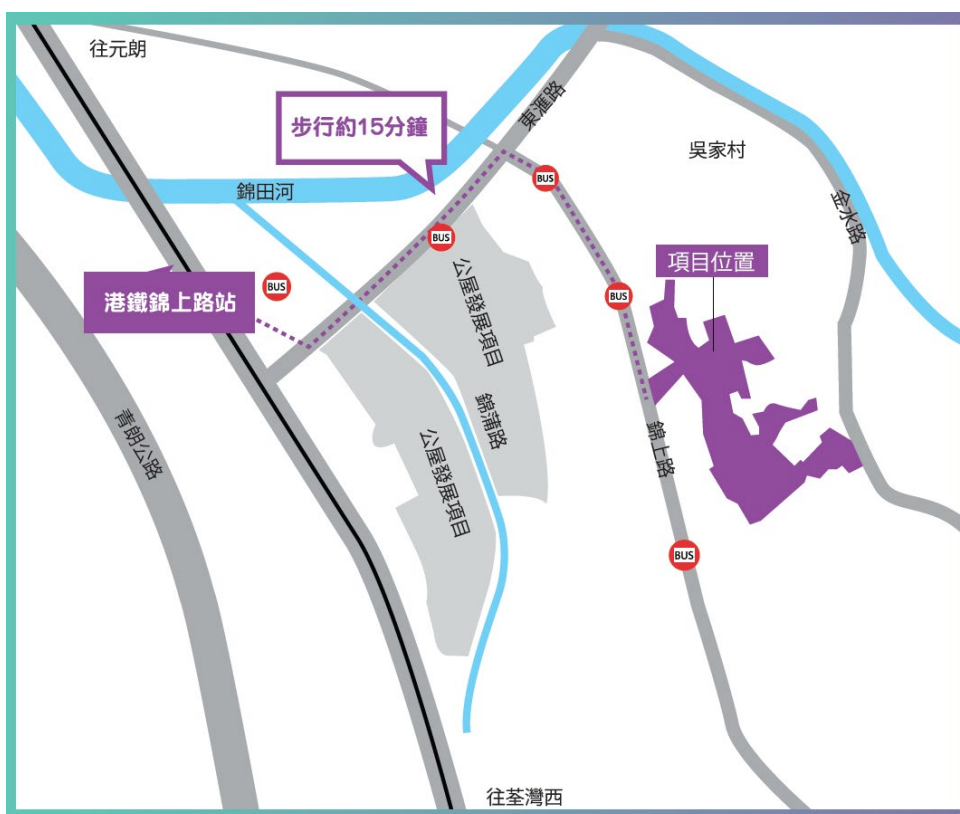 往元朗
步行約15分鐘
東滙路
吳家村
BUS
錦田河
金水路
BUS
項目位置
BUS
港鐵錦上路站
BUS
公屋發展項目
錦蒲路
青朗公路
公屋發展項目
錦上路
BUS
往荃灣西